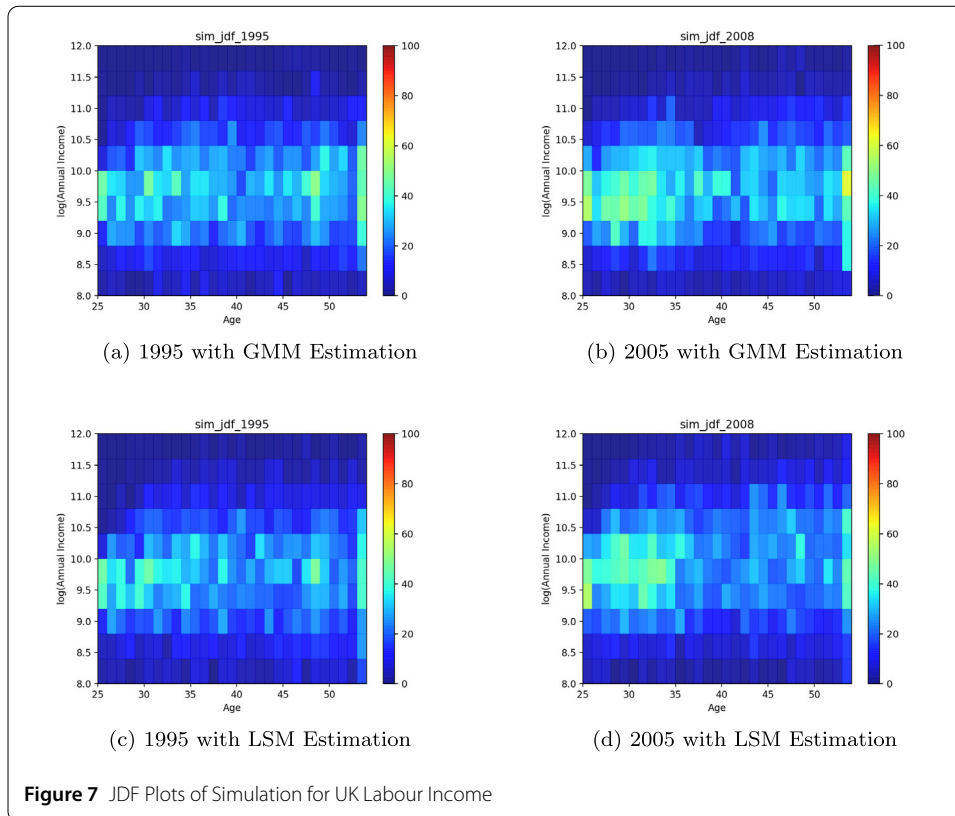 sim_jdf_1995
12.0
11.5
11.0
10.5
10.0
9.5
9.0
8.5
8.0
log(Annual Income)
25 30 35 40 45 50
Age
100
80
60
40
20
0
(a) 1995 with GMM Estimation
sim_jdf_2008
12.0
11.5
11.0
10.5
10.0
9.5
9.0
8.5
8.0
log(Annual Income)
25 30 35 40 45 50
Age
100
80
60
40
20
0
(b) 2005 with GMM Estimation
sim_jdf_1995
12.0
11.5
11.0
10.5
10.0
9.5
9.0
8.5
8.0
log(Annual Income)
25 30 35 40 45 50
Age
100
80
60
40
20
0
(c) 1995 with LSM Estimation
sim_jdf_2008
12.0
11.5
11.0
10.5
10.0
9.5
9.0
8.5
8.0
log(Annual Income)
25 30 35 40 45 50
Age
100
80
60
40
20
0
(d) 2005 with LSM Estimation
Figure 7 JDF Plots of Simulation for UK Labour Income